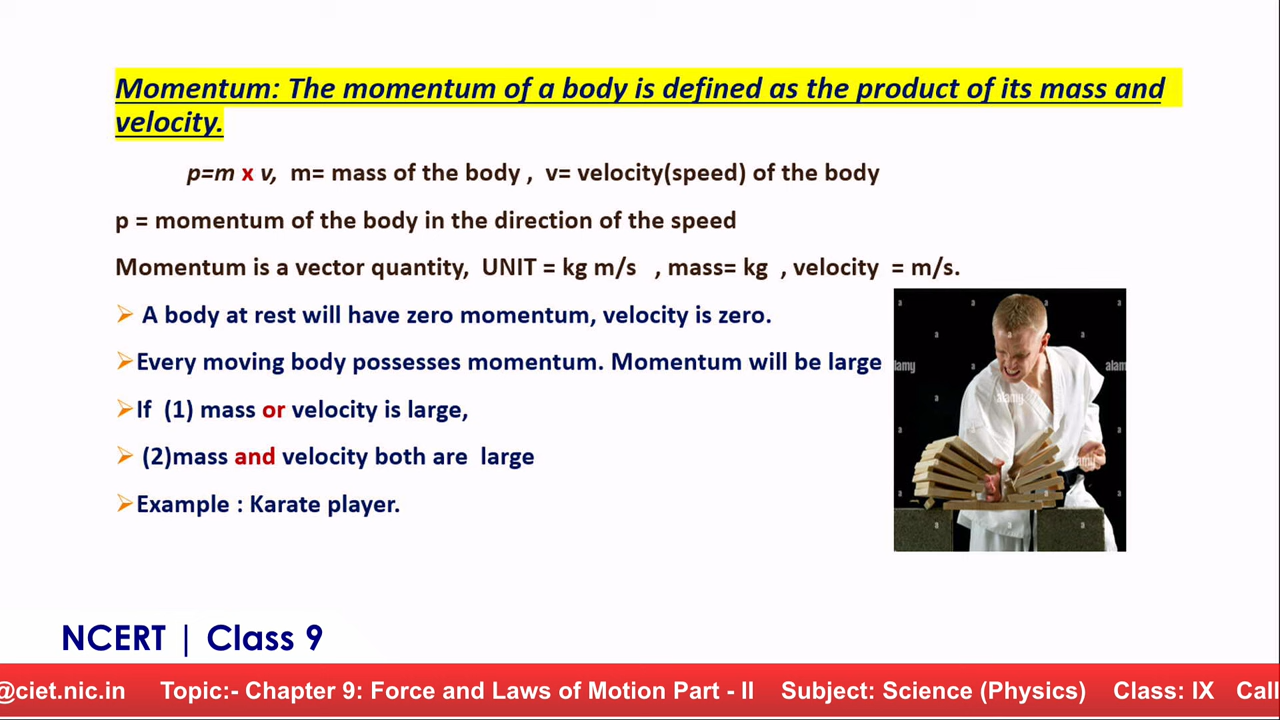 Momentum: The momentum of a body is defined as the product of its mass and
velocity.
p=m x v, m= mass of the body , v= velocity(speed) of the body
p = momentum of the body in the direction of the speed
Momentum is a vector quantity, UNIT = kg m/s , mass= kg , velocity = m/s.
A body at rest will have zero momentum, velocity is zero.
Every moving body possesses momentum. Momentum will be large
If (1) mass or velocity is large,
(2)mass and velocity both are large
Example : Karate player.
a a a
a a
alamy alam
a alamy a
a a
alamy
a a
a a
NCERT | Class 9
@ciet.nic.in Topic:- Chapter 9: Force and Laws of Motion Part - II Subject: Science (Physics) Class: IX Call